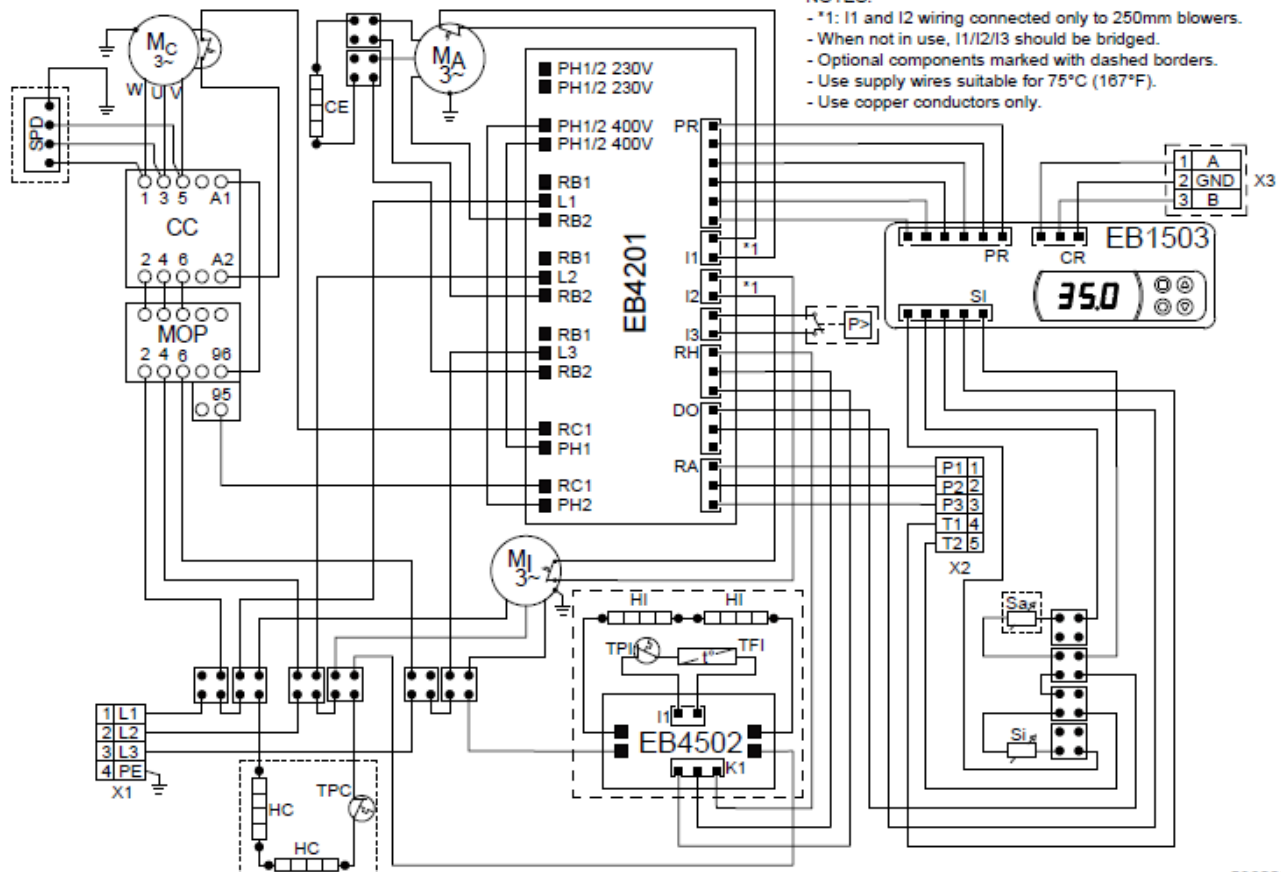 NOTES:
- *1: I1 and I2 wiring connected only to 250mm blowers.
- When not in use, I1/I2/I3 should be bridged.
- Optional components marked with dashed borders.
- Use supply wires suitable for 75°C (167°F).
- Use copper conductors only.
MC
3~
W U V
SPD
1 3 5 A1
CC
2 4 6 A2
MOP
2 4 6 96
95
CE
MA
3~
PH1/2 230V
PH1/2 230V
PH1/2 400V
PH1/2 400V
RB1
L1
RB2
RB1
L2
RB2
RB1
L3
RB2
RC1
PH1
RC1
PH2
EB4201
PR
I1
I2
I3
RH
DO
RA
*1
*1
P>
1 A
2 GND
3 B
X3
EB1503
PR
CR
SI
35.0
P1 1
P2 2
P3 3
T1 4
T2 5
X2
Sa
Si
MI
3~
HI
HI
TPI
t°
TFI
I1
EB4502
K1
1 L1
2 L2
3 L3
4 PE
X1
HC
TPC
HC